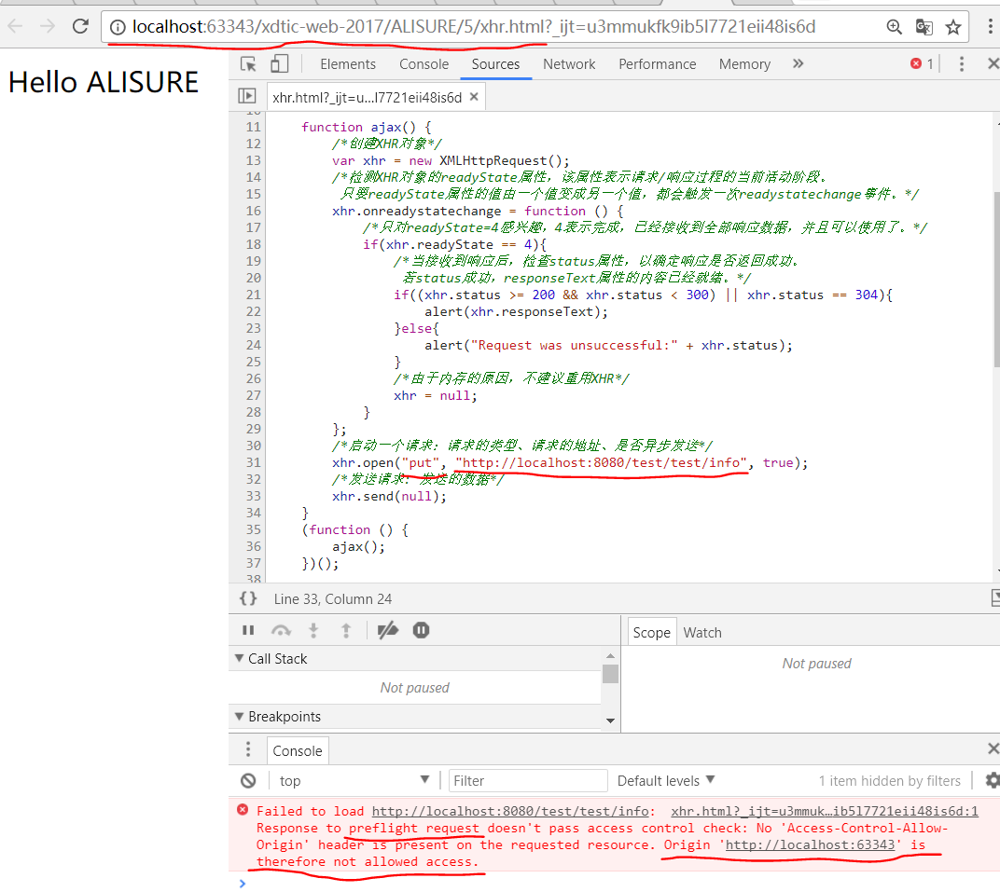 localhost:63343/xdtic-web-2017/ALISURE/5/xhr.html?_ijt=u3mmukfk9ib5l7721eii48is6d
Hello ALISURE
Elements Console Sources Network Performance Memory » 1
xhr.html?_ijt=u...l7721eii48is6d ×
10
11 function ajax() {
12 /*创建XHR对象*/
13 var xhr = new XMLHttpRequest();
14 /*检测XHR对象的readyState属性，该属性表示请求/响应过程的当前活动阶段。
15 只要readyState属性的值由一个值变成另一个值，都会触发一次readystatechange事件。*/
16 xhr.onreadystatechange = function () {
17 /*只对readyState=4感兴趣，4表示完成，已经接收到全部响应数据，并且可以使用了。*/
18 if(xhr.readyState == 4){
19 /*当接收到响应后，检查status属性，以确定响应是否返回成功。
20 若status成功，responseText属性的内容已经就绪。*/
21 if((xhr.status >= 200 && xhr.status < 300) || xhr.status == 304){
22 alert(xhr.responseText);
23 }else{
24 alert("Request was unsuccessful:" + xhr.status);
25 }
26 /*由于内存的原因，不建议重用XHR*/
27 xhr = null;
28 }
29 };
30 /*启动一个请求：请求的类型、请求的地址、是否异步发送*/
31 xhr.open("put", "http://localhost:8080/test/test/info", true);
32 /*发送请求：发送的数据*/
33 xhr.send(null);
34 }
35 (function () {
36 ajax();
37 })();
38
{} Line 33, Column 24
Scope Watch
Call Stack
Not paused
Not paused
Breakpoints
Console
top Filter Default levels 1 item hidden by filters
Failed to load http://localhost:8080/test/test/info: xhr.html?_ijt=u3mmuk…ib5l7721eii48is6d:1
Response to preflight request doesn't pass access control check: No 'Access-Control-Allow-
Origin' header is present on the requested resource. Origin 'http://localhost:63343' is
therefore not allowed access.